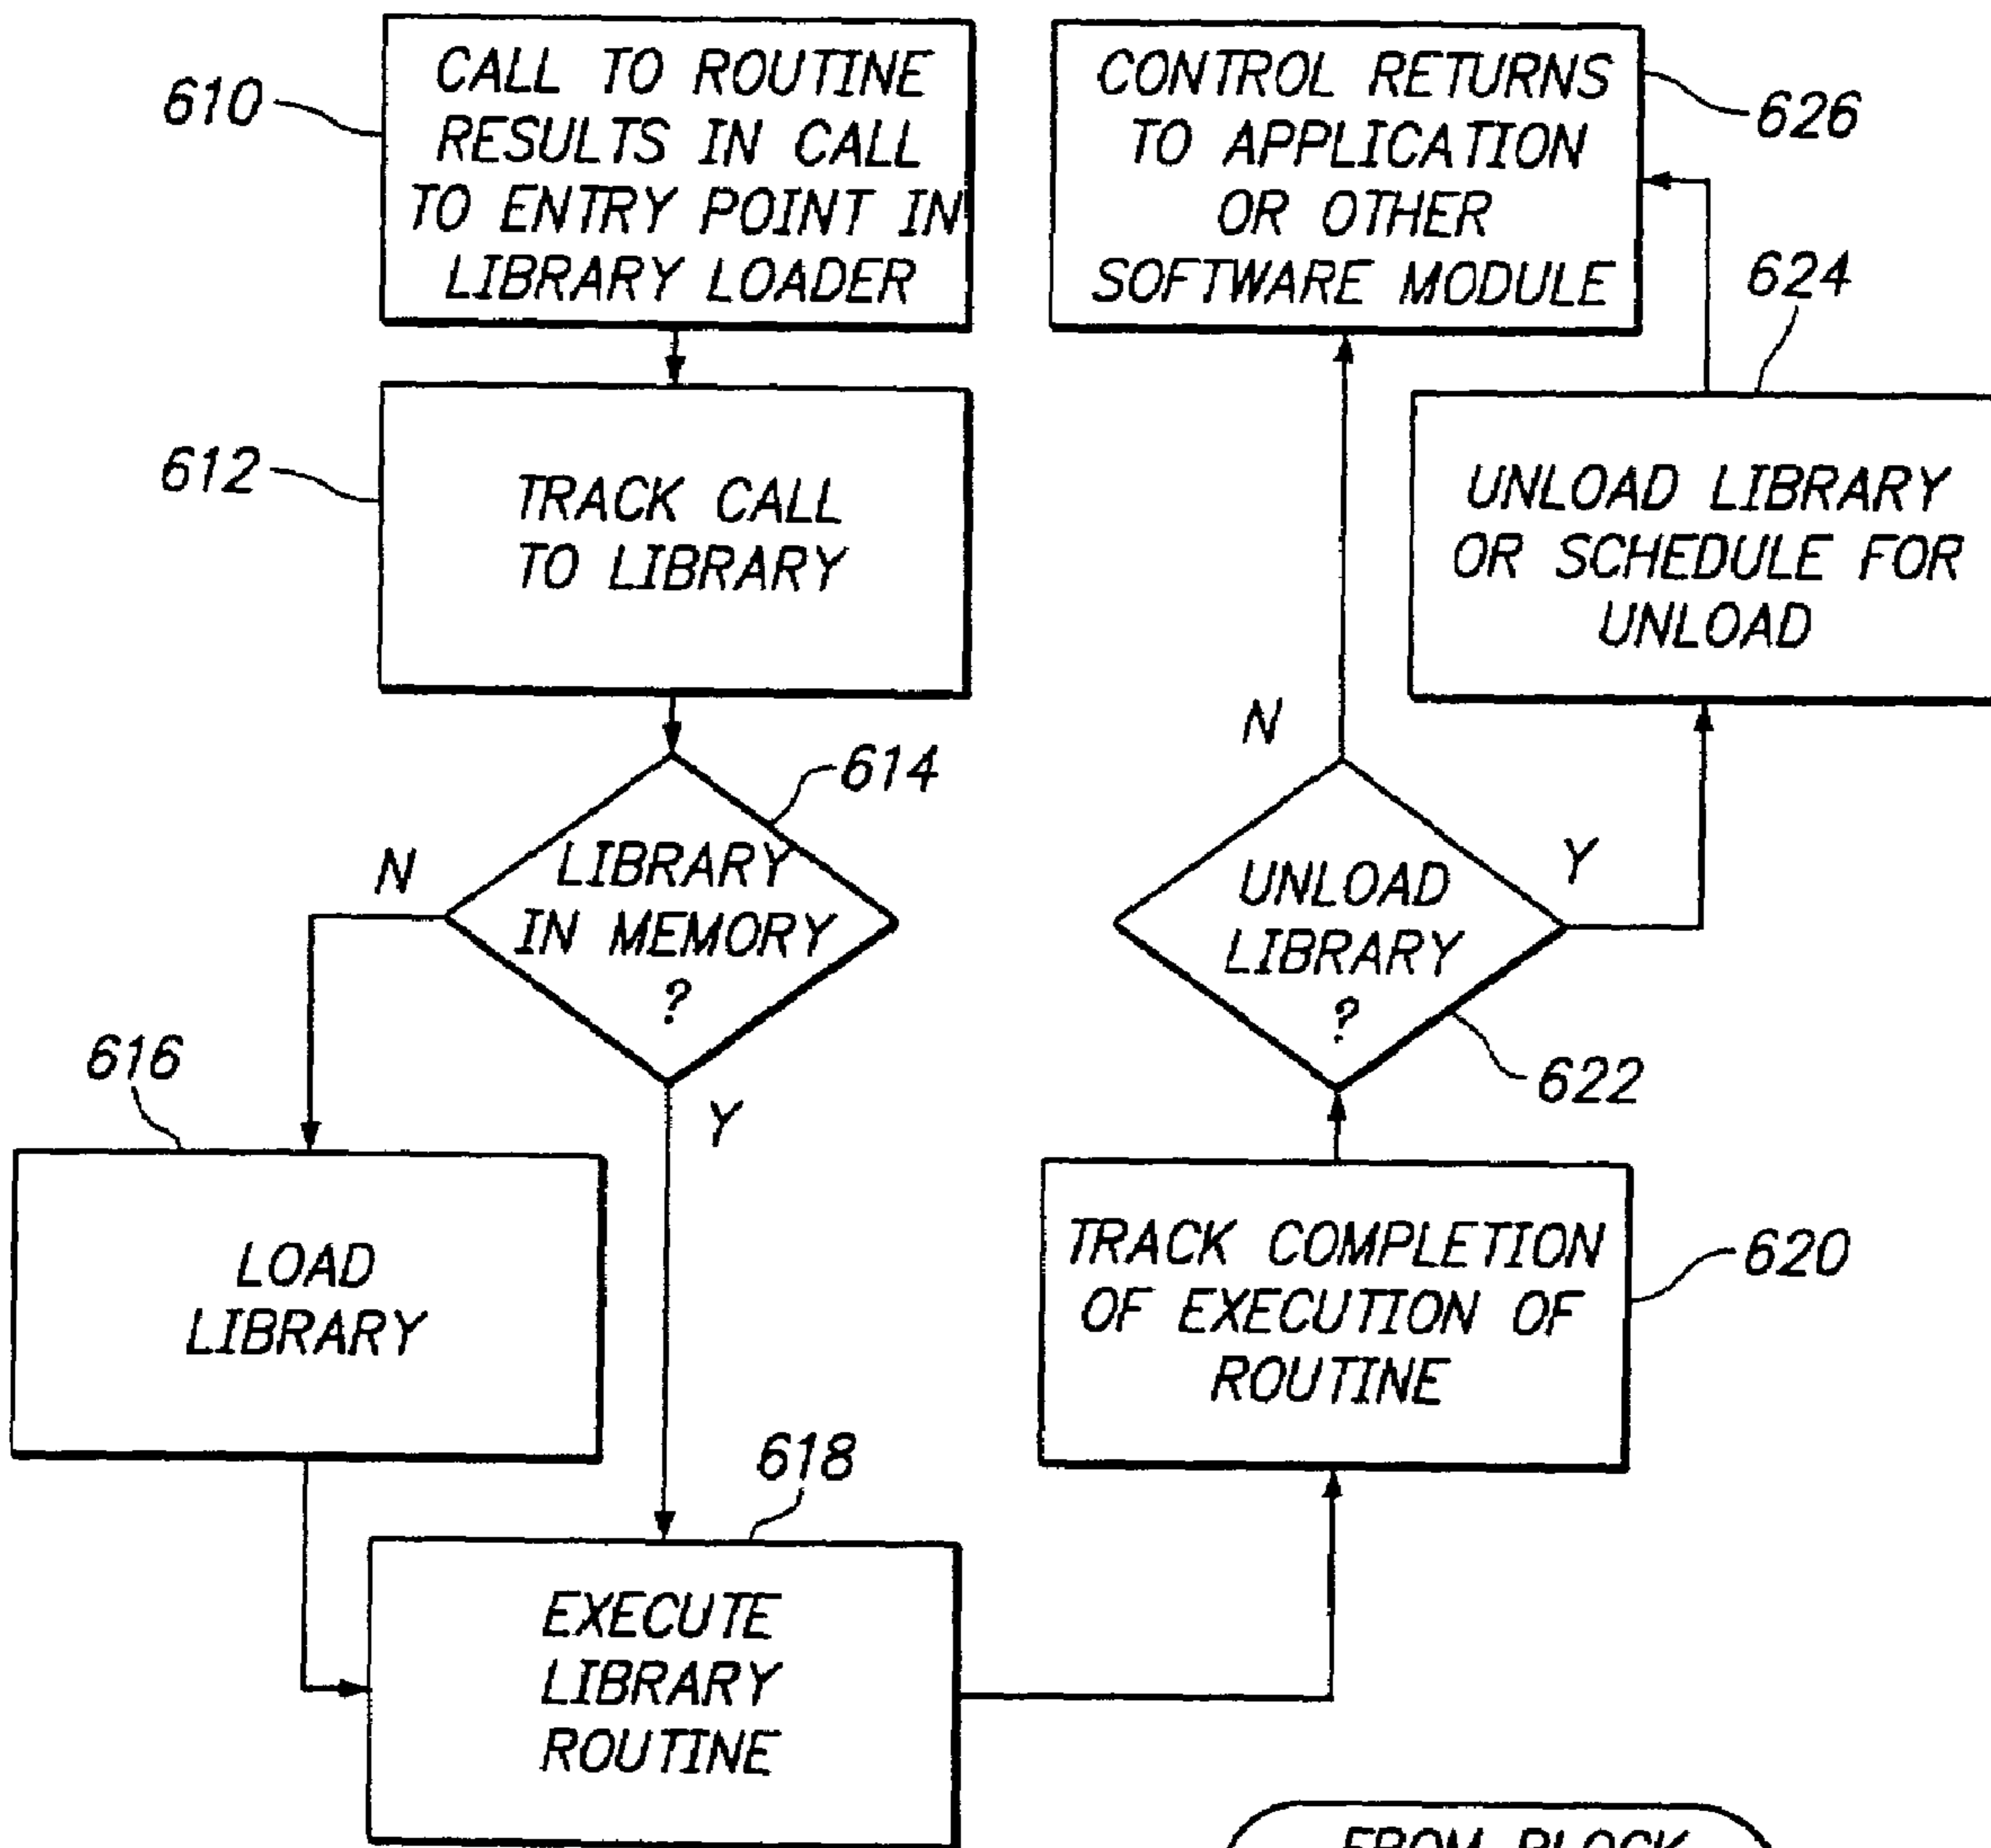 610
CALL TO ROUTINE
RESULTS IN CALL
TO ENTRY POINT IN
LIBRARY LOADER
612
TRACK CALL
TO LIBRARY
614
LIBRARY
IN MEMORY
?
N
Y
616
LOAD
LIBRARY
618
EXECUTE
LIBRARY
ROUTINE
TRACK COMPLETION
OF EXECUTION OF
ROUTINE
620
UNLOAD
LIBRARY
?
622
N
Y
UNLOAD LIBRARY
OR SCHEDULE FOR
UNLOAD
624
CONTROL RETURNS
TO APPLICATION
OR OTHER
SOFTWARE MODULE
626
FROM BLOCK